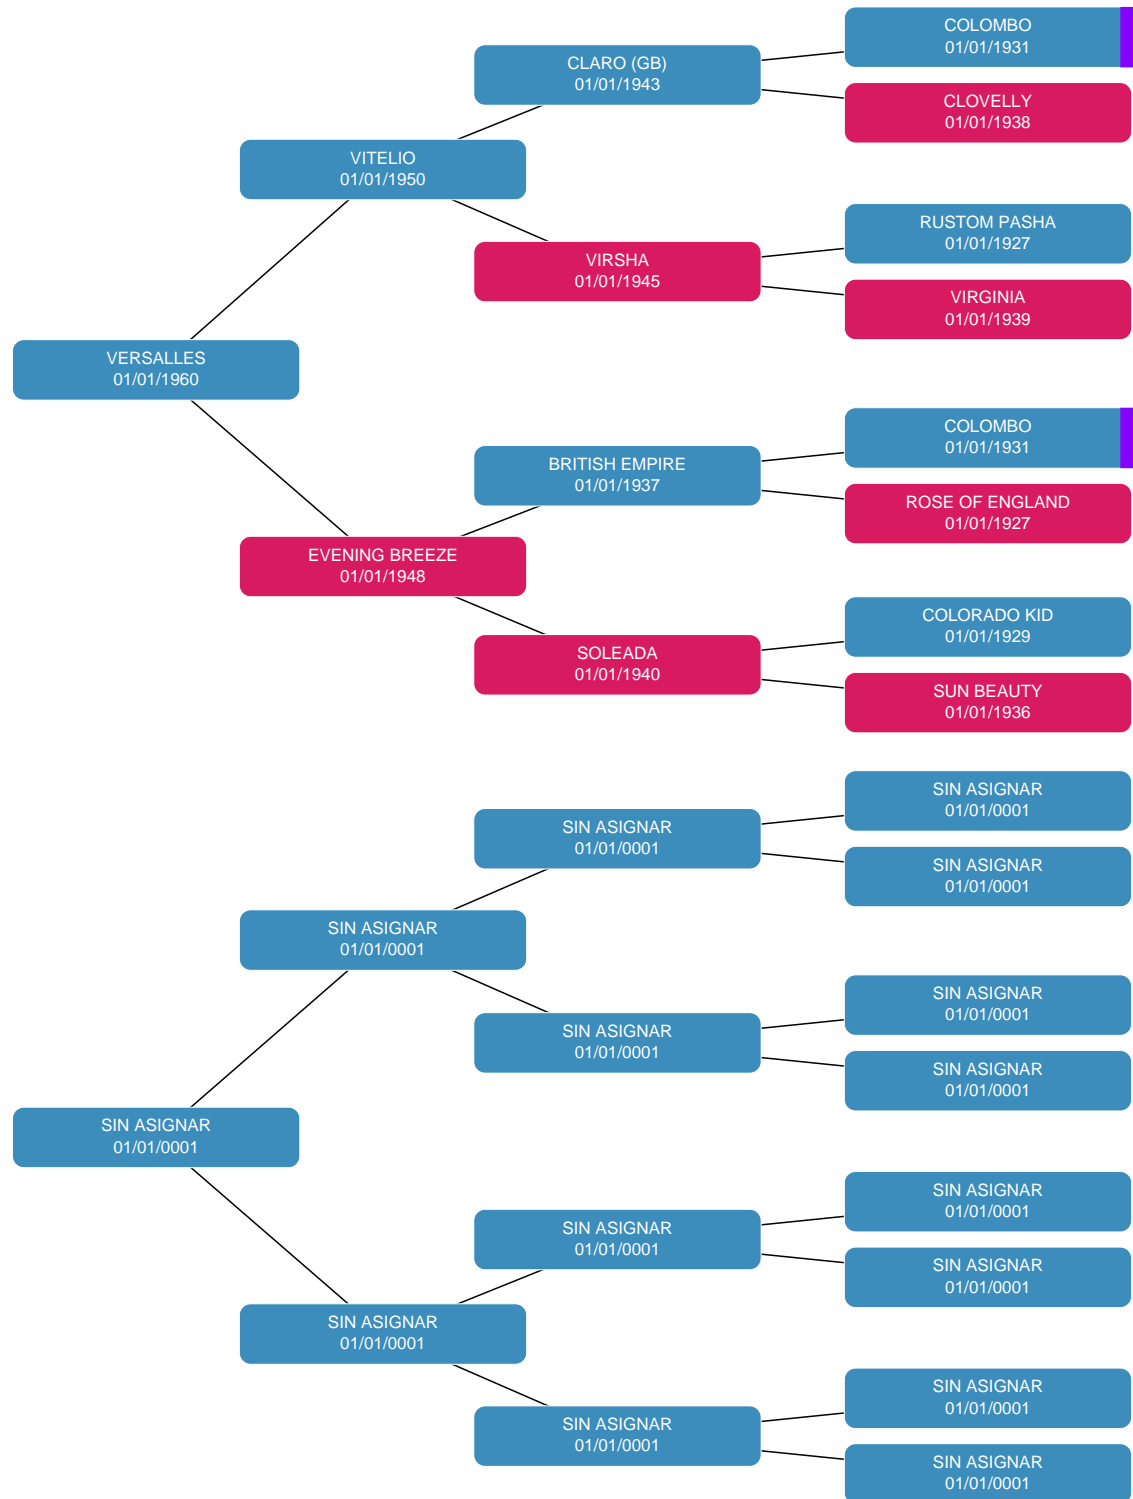 COLOMBO
01/01/1931
CLARO (GB)
01/01/1943
CLOVELLY
01/01/1938
VITELIO
01/01/1950
RUSTOM PASHA
01/01/1927
VIRSHA
01/01/1945
VIRGINIA
01/01/1939
VERSALLES
01/01/1960
COLOMBO
01/01/1931
BRITISH EMPIRE
01/01/1937
ROSE OF ENGLAND
01/01/1927
EVENING BREEZE
01/01/1948
COLORADO KID
01/01/1929
SOLEADA
01/01/1940
SUN BEAUTY
01/01/1936
SIN ASIGNAR
01/01/0001
SIN ASIGNAR
01/01/0001
SIN ASIGNAR
01/01/0001
SIN ASIGNAR
01/01/0001
SIN ASIGNAR
01/01/0001
SIN ASIGNAR
01/01/0001
SIN ASIGNAR
01/01/0001
SIN ASIGNAR
01/01/0001
SIN ASIGNAR
01/01/0001
SIN ASIGNAR
01/01/0001
SIN ASIGNAR
01/01/0001
SIN ASIGNAR
01/01/0001
SIN ASIGNAR
01/01/0001
SIN ASIGNAR
01/01/0001
SIN ASIGNAR
01/01/0001